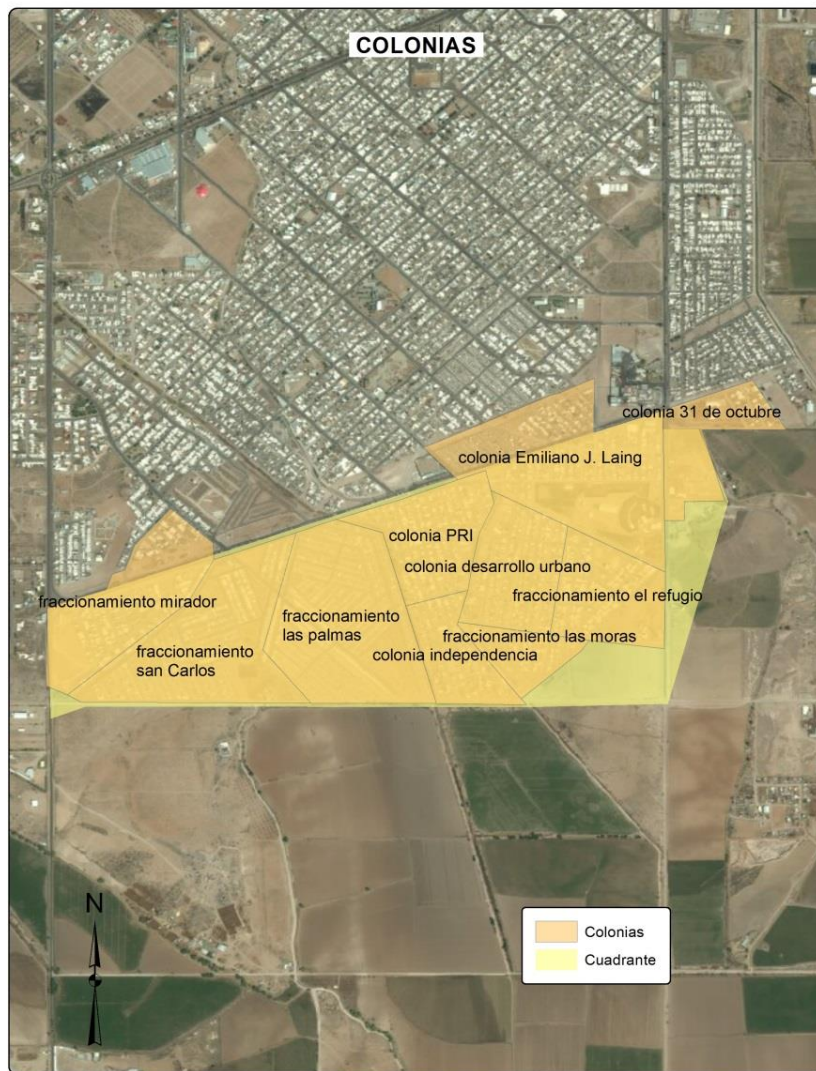 COLONIAS
colonia 31 de octubre
colonia Emiliano J. Laing
colonia PRI
colonia desarrollo urbano
fraccionamiento el refugio
fraccionamiento mirador
fraccionamiento
las palmas
fraccionamiento las moras
fraccionamiento
san Carlos
colonia independencia
N
Colonias
Cuadrante